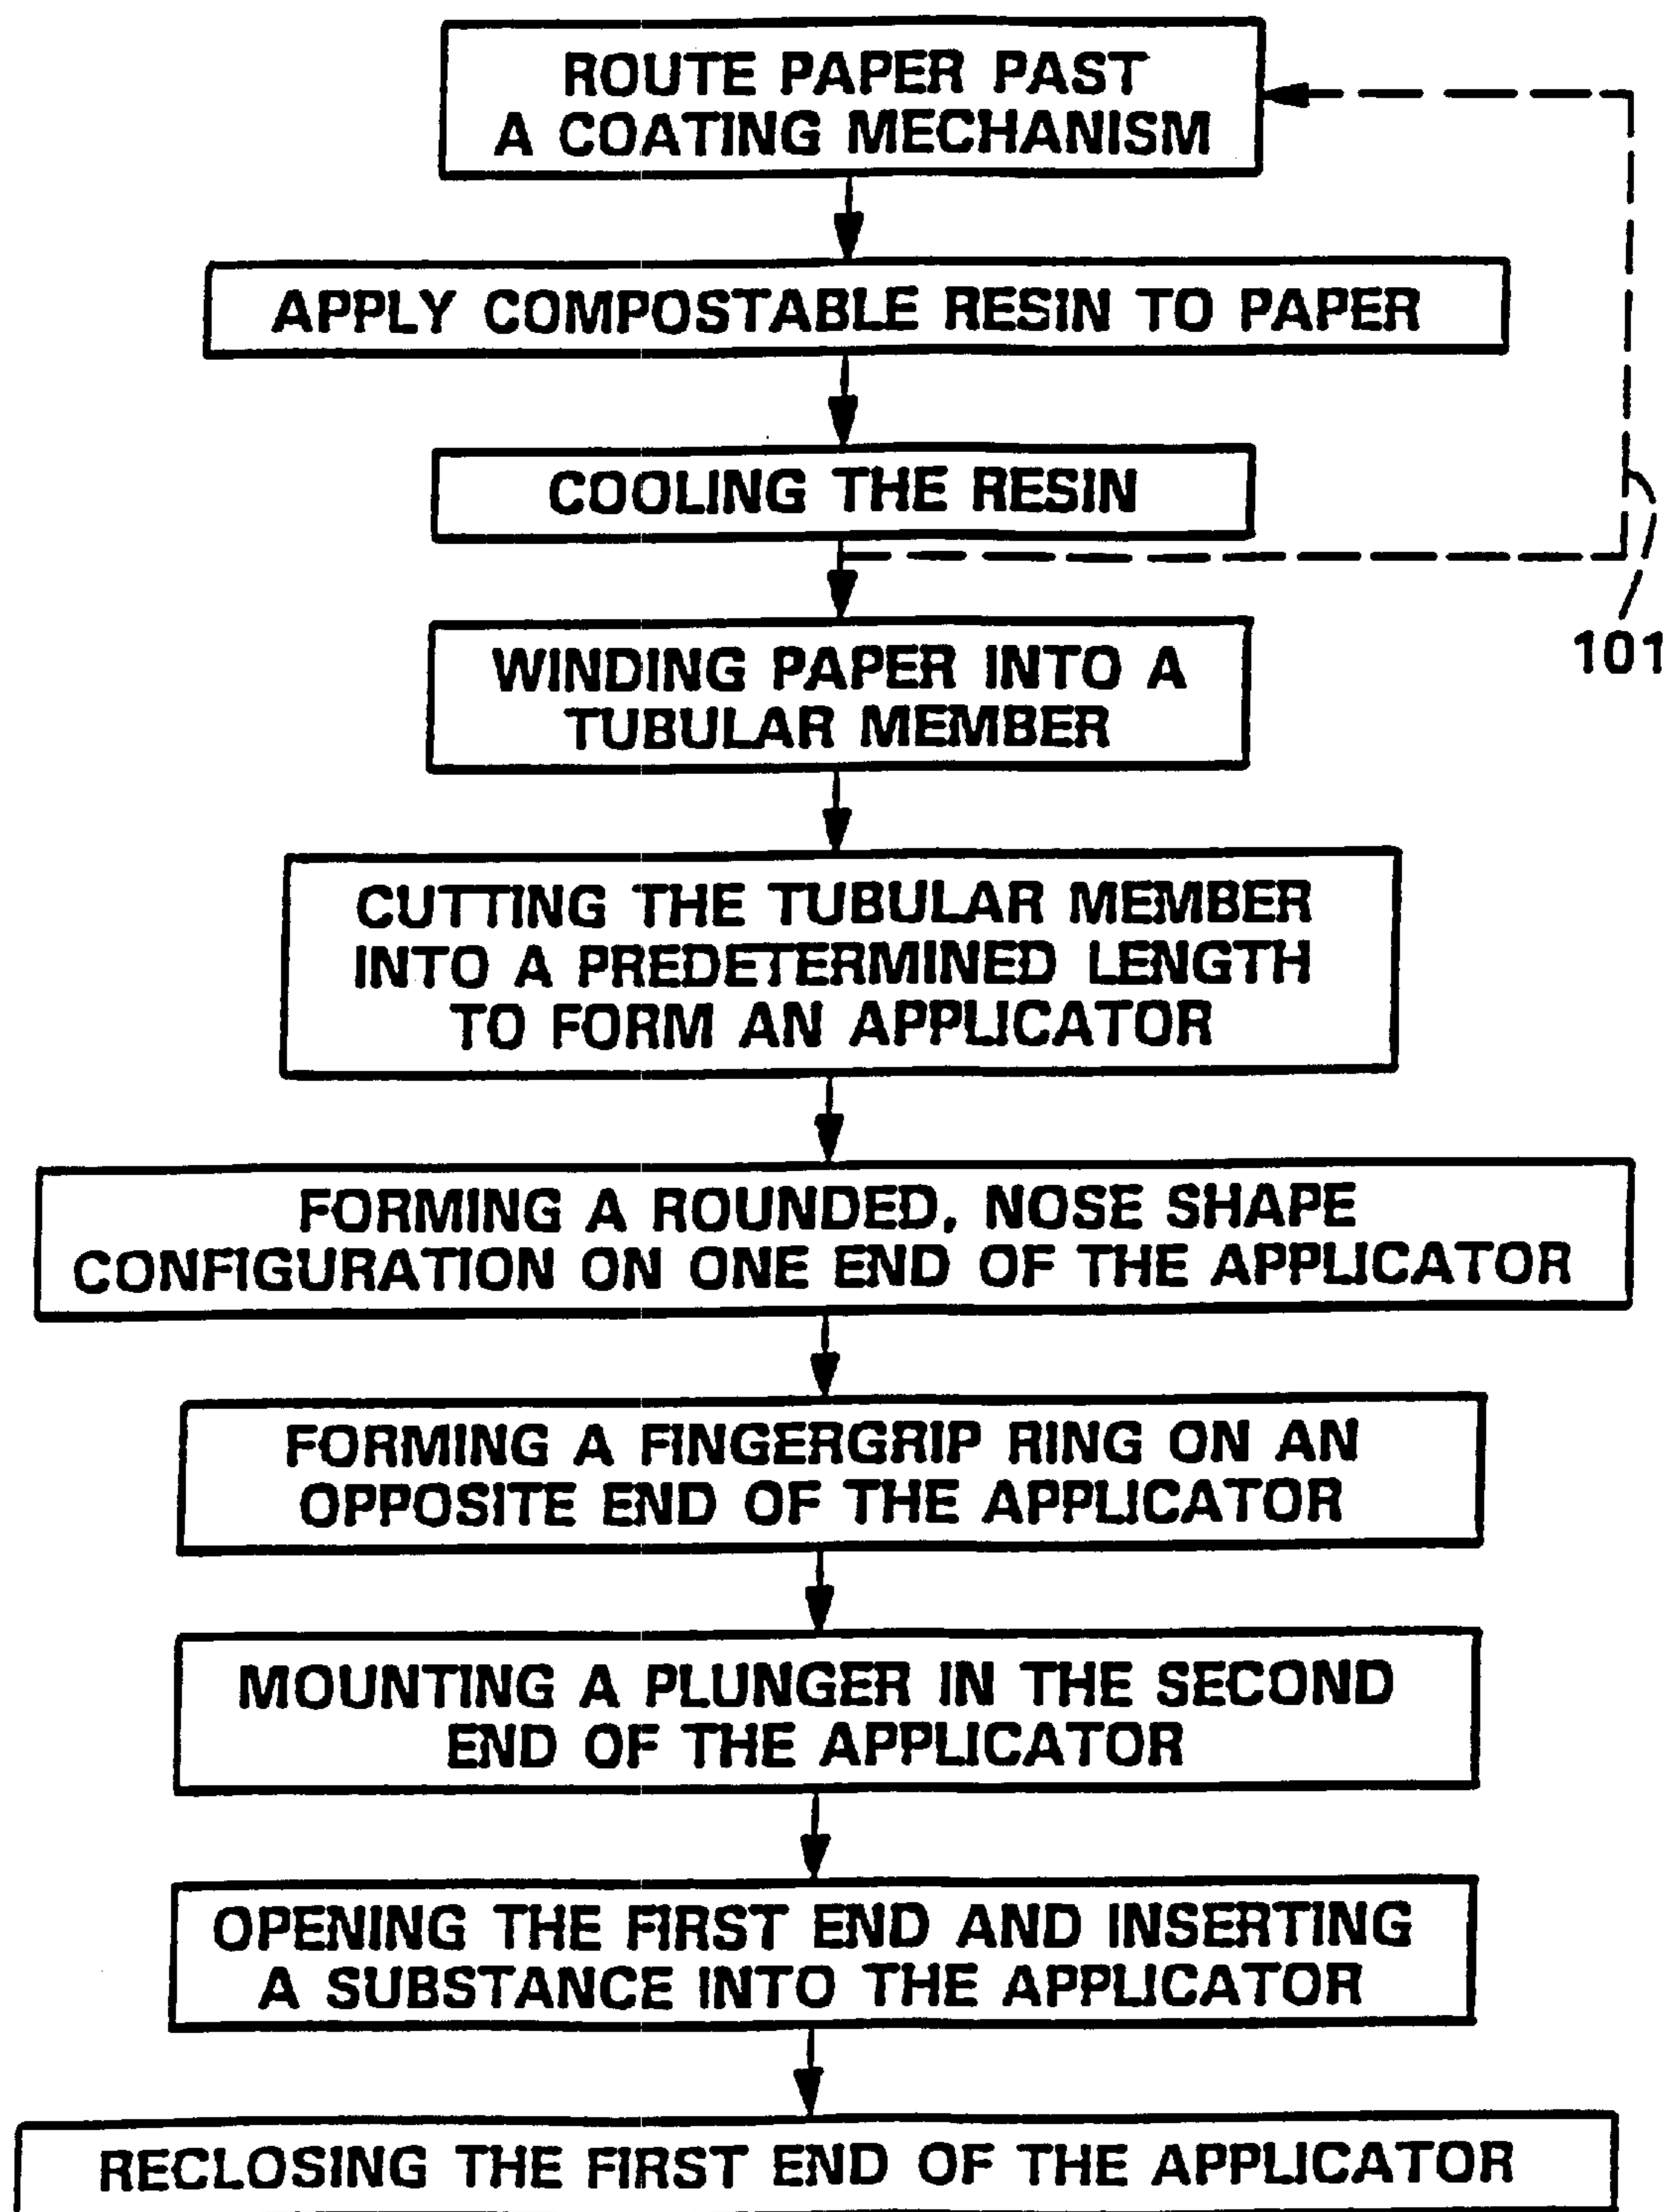 ROUTE PAPER PAST
A COATING MECHANISM
APPLY COMPOSTABLE RESIN TO PAPER
COOLING THE RESIN
101
WINDING PAPER INTO A
TUBULAR MEMBER
CUTTING THE TUBULAR MEMBER
INTO A PREDETERMINED LENGTH
TO FORM AN APPLICATOR
FORMING A ROUNDED, NOSE SHAPE
CONFIGURATION ON ONE END OF THE APPLICATOR
FORMING A FINGERGRIP RING ON AN
OPPOSITE END OF THE APPLICATOR
MOUNTING A PLUNGER IN THE SECOND
END OF THE APPLICATOR
OPENING THE FIRST END AND INSERTING
A SUBSTANCE INTO THE APPLICATOR
RECLOSING THE FIRST END OF THE APPLICATOR